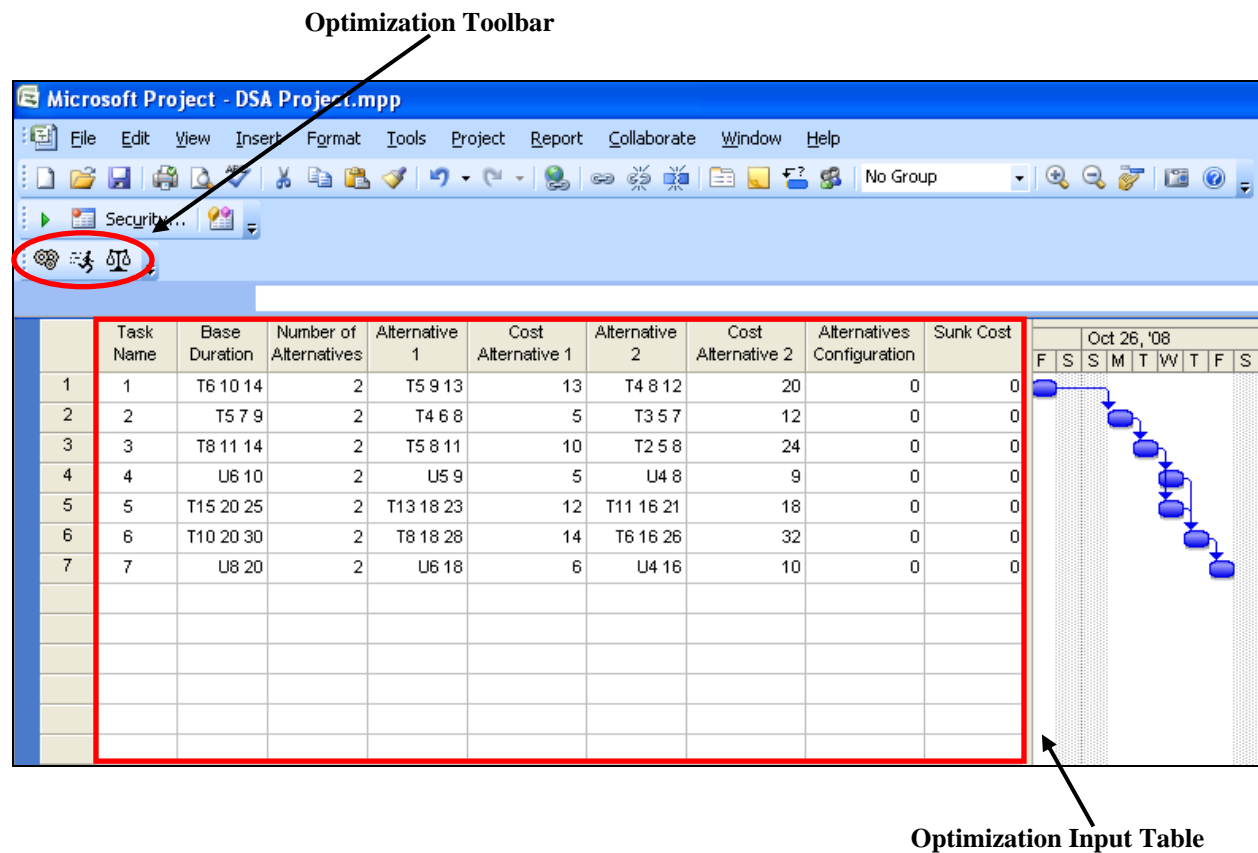 Optimization Toolbar
Microsoft Project - DSA Project.mpp
File Edit View Insert Format Tools Project Report Collaborate Window Help
No Group
Security...
Task Name Base Duration Number of Alternatives Alternative 1 Cost Alternative 1 Alternative 2 Cost Alternative 2 Alternatives Configuration Sunk Cost
Oct 26, '08
F S S M T W T F S
1 1 T6 10 14 2 T5 9 13 13 T4 8 12 20 0 0
2 2 T5 7 9 2 T4 6 8 5 T3 5 7 12 0 0
3 3 T8 11 14 2 T5 8 11 10 T2 5 8 24 0 0
4 4 U6 10 2 U5 9 5 U4 8 9 0 0
5 5 T15 20 25 2 T13 18 23 12 T11 16 21 18 0 0
6 6 T10 20 30 2 T8 18 28 14 T6 16 26 32 0 0
7 7 U8 20 2 U6 18 6 U4 16 10 0 0
Optimization Input Table